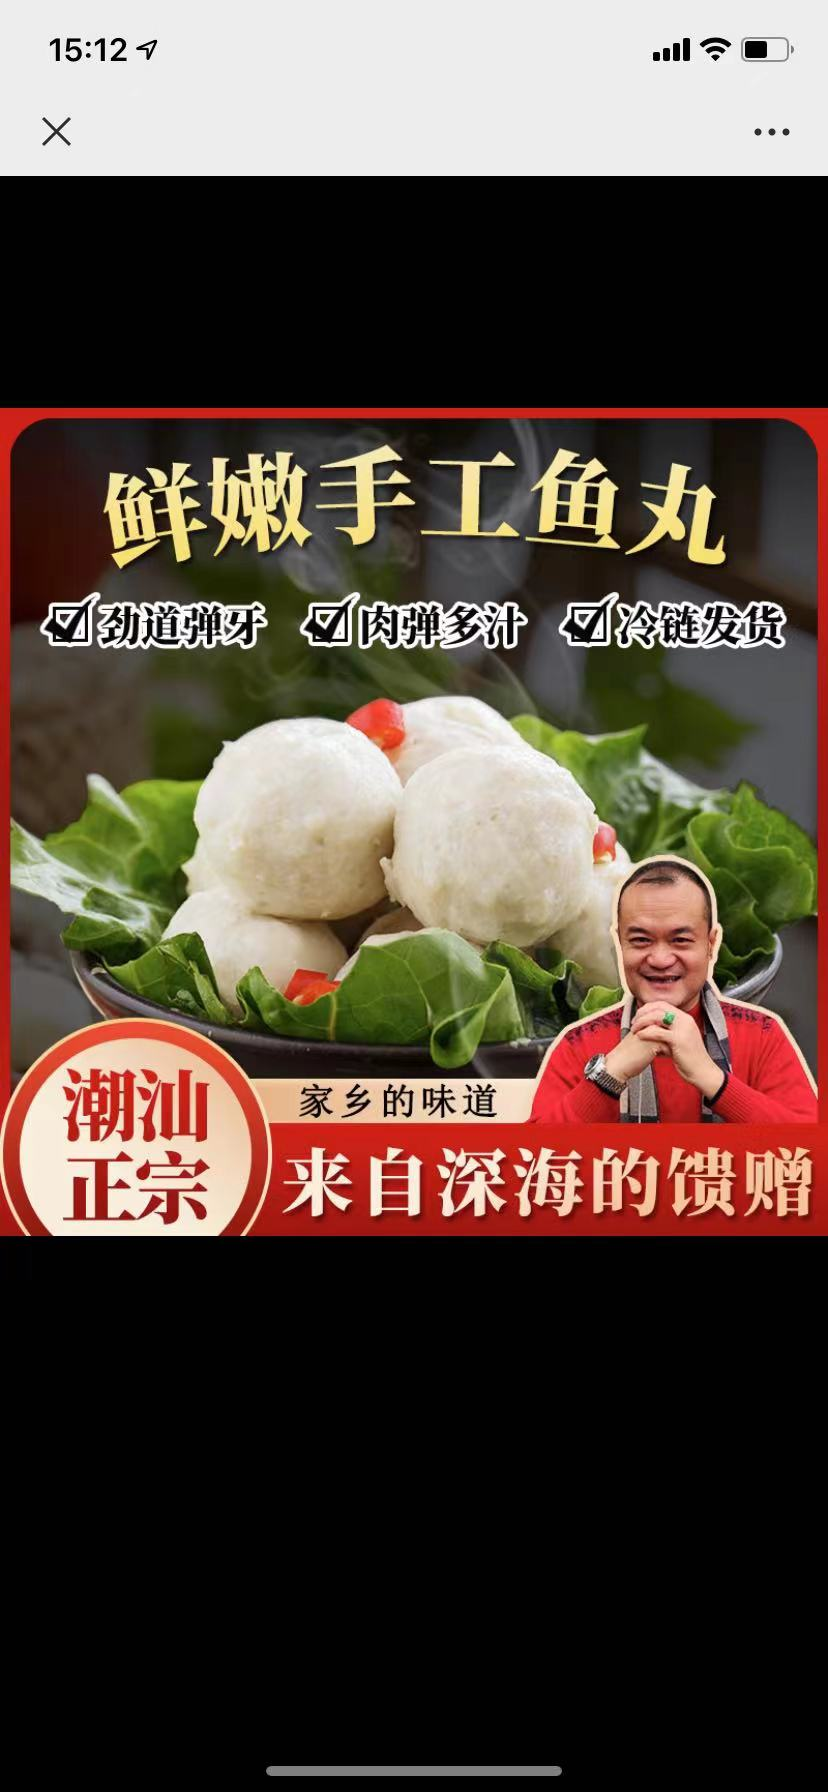 15:12
鲜嫩手工鱼丸
劲道弹牙 肉弹多汁 冷链发货
潮汕
正宗
家乡的味道
来自深海的馈赠